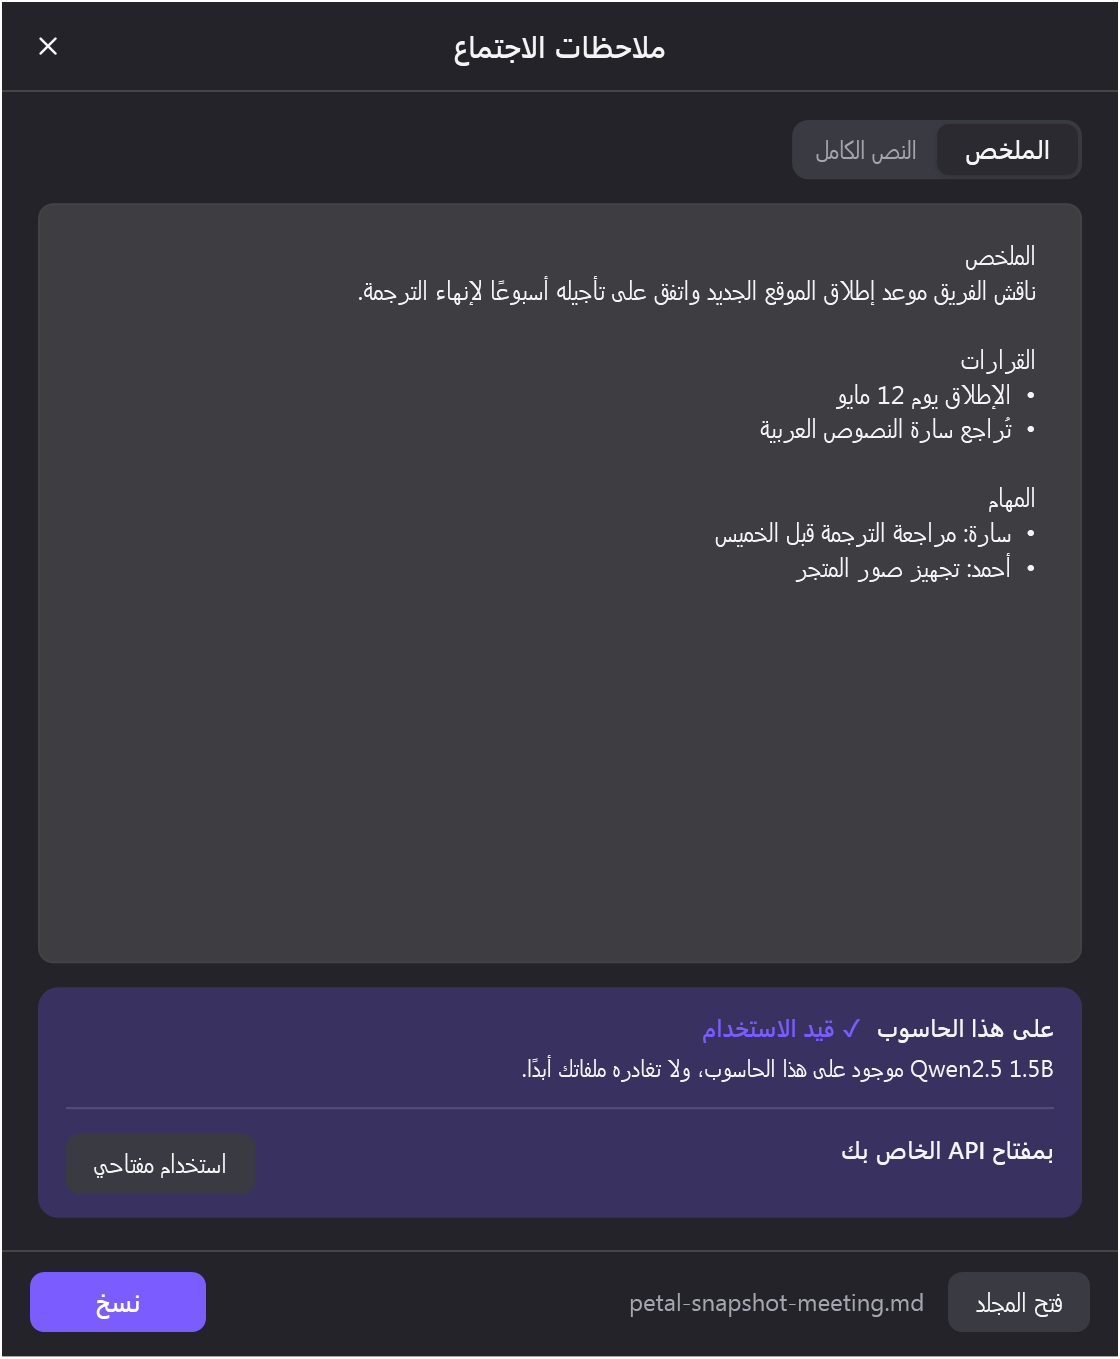 ملاحظات الاجتماع
الملخص
النص الكامل
الملخص
ناقش الفريق موعد إطلاق الموقع الجديد واتفق على تأجيله أسبوعًا لإنهاء الترجمة.
القرارات
• الإطلاق يوم 12 مايو
• تُراجع سارة النصوص العربية
المهام
• سارة: مراجعة الترجمة قبل الخميس
• أحمد: تجهيز صور المتجر
على هذا الحاسوب ✓ قيد الاستخدام
Qwen2.5 1.5B موجود على هذا الحاسوب، ولا تغادره ملفاتك أبدًا.
بمفتاح API الخاص بك
استخدام مفتاحي
فتح المجلد
petal-snapshot-meeting.md
نسخ